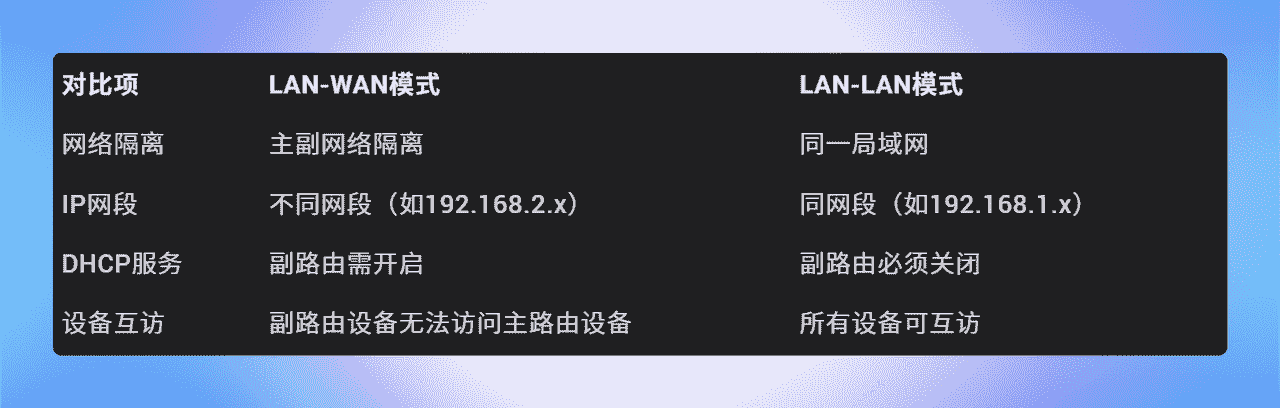 对比项 LAN-WAN模式 LAN-LAN模式
网络隔离 主副网络隔离 同一局域网
IP网段 不同网段（如192.168.2.x） 同网段（如192.168.1.x）
DHCP服务 副路由需开启 副路由必须关闭
设备互访 副路由设备无法访问主路由设备 所有设备可互访